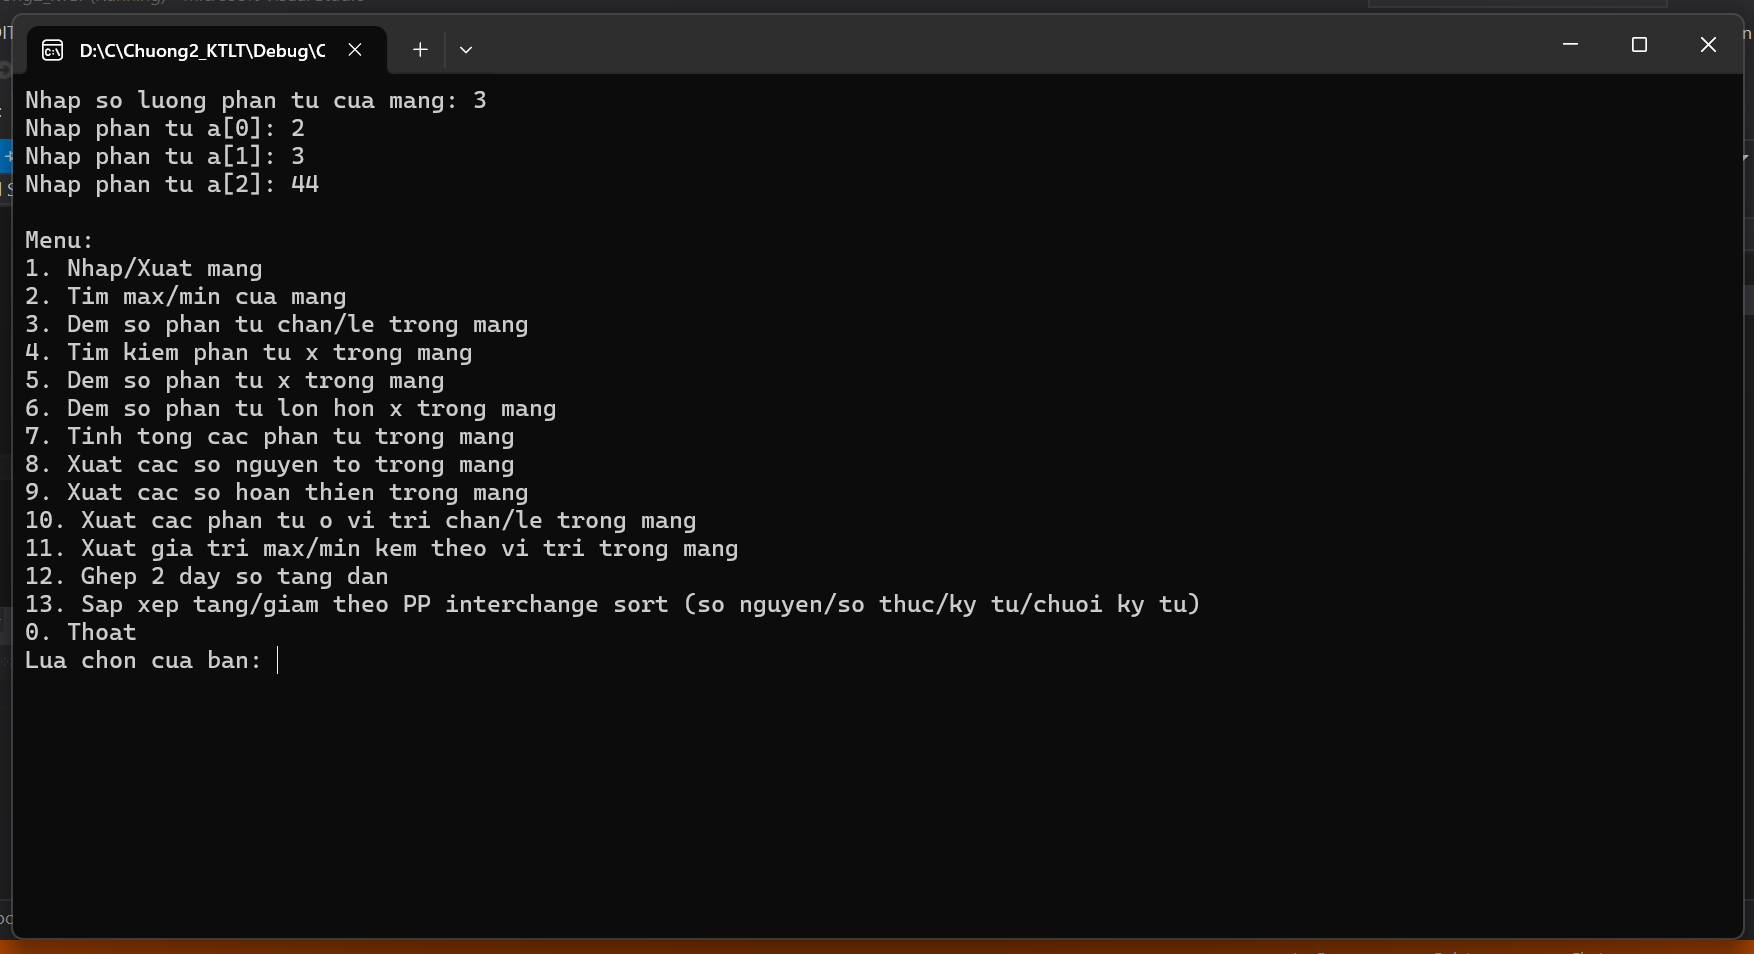 D:\C\Chuong2_KTLT\Debug\C
Nhap so luong phan tu cua mang: 3
Nhap phan tu a[0]: 2
Nhap phan tu a[1]: 3
Nhap phan tu a[2]: 44
Menu:
1. Nhap/Xuat mang
2. Tim max/min cua mang
3. Dem so phan tu chan/le trong mang
4. Tim kiem phan tu x trong mang
5. Dem so phan tu x trong mang
6. Dem so phan tu lon hon x trong mang
7. Tinh tong cac phan tu trong mang
8. Xuat cac so nguyen to trong mang
9. Xuat cac so hoan thien trong mang
10. Xuat cac phan tu o vi tri chan/le trong mang
11. Xuat gia tri max/min kem theo vi tri trong mang
12. Ghep 2 day so tang dan
13. Sap xep tang/giam theo PP interchange sort (so nguyen/so thuc/ky tu/chuoi ky tu)
0. Thoat
Lua chon cua ban: